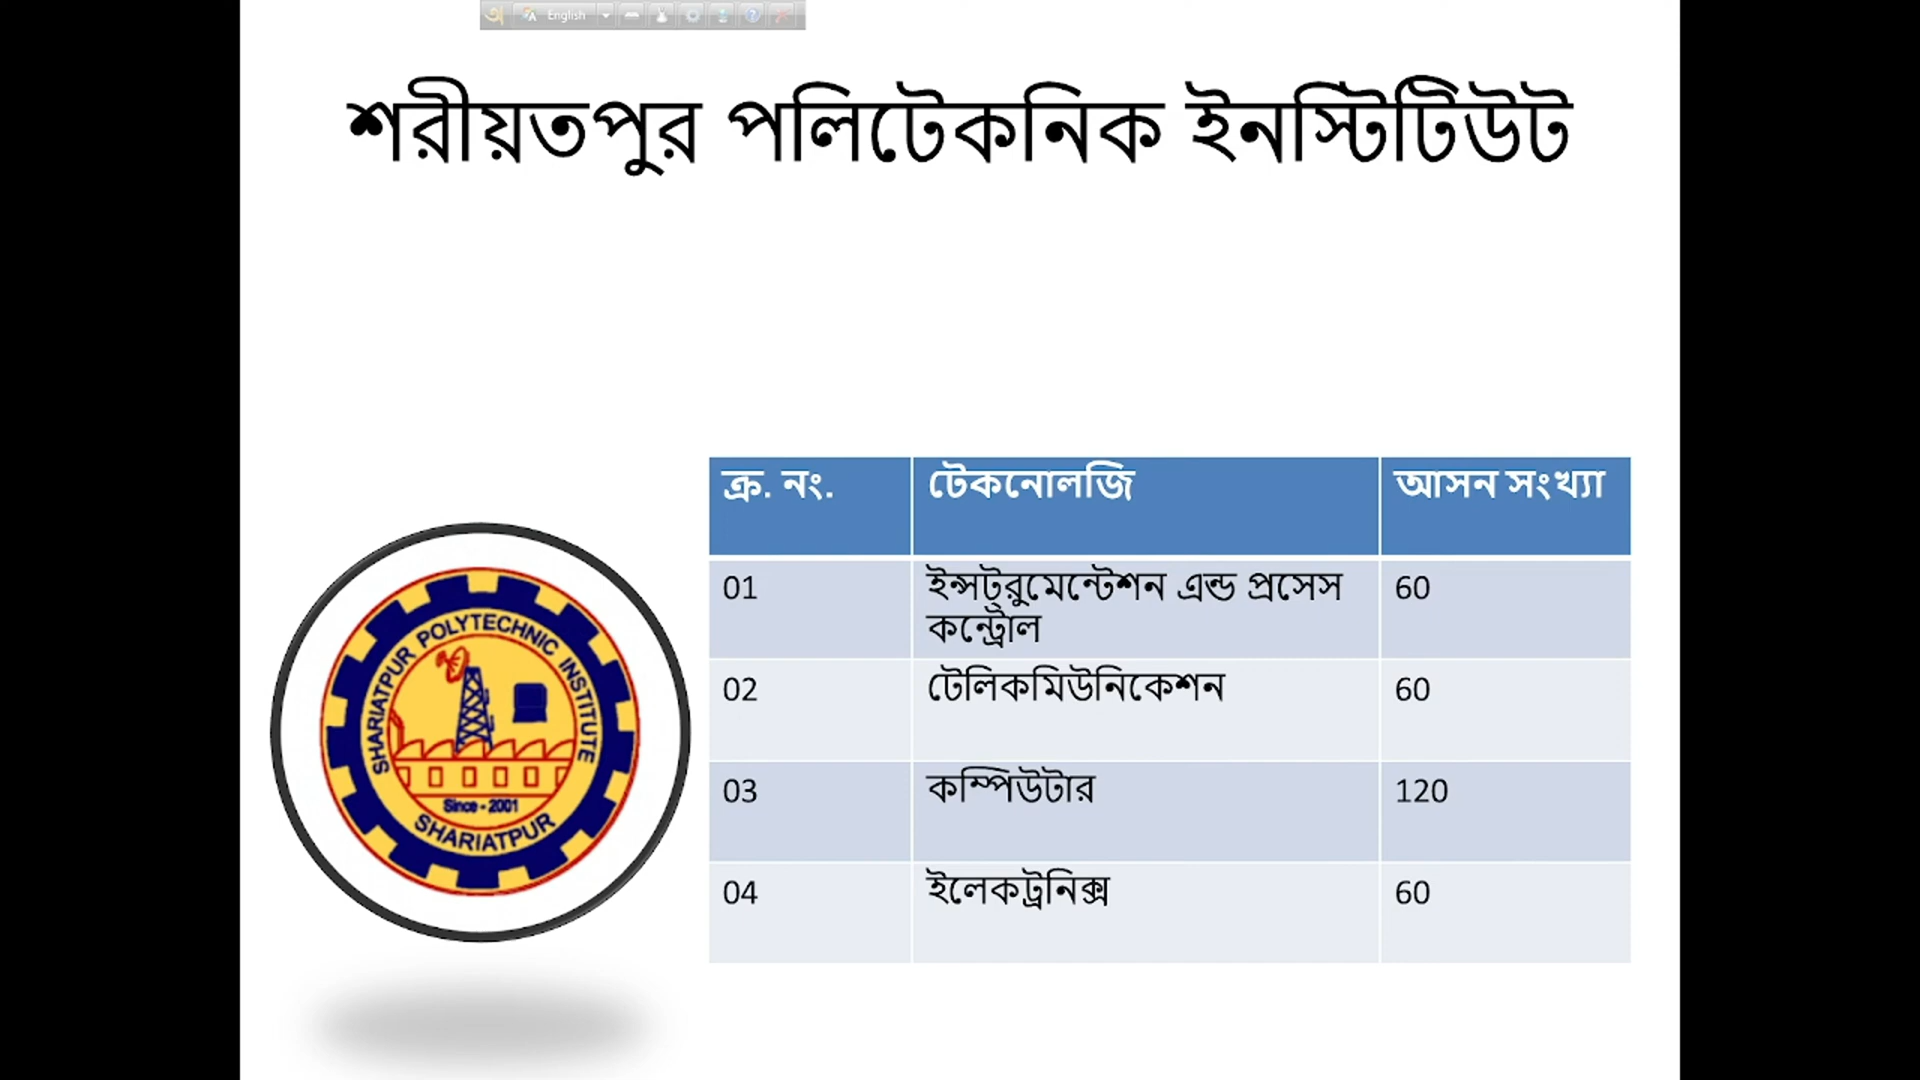 English
শরীয়তপুর পলিটেকনিক ইনস্টিটিউট
ক্র. নং. টেকনোলজি আসন সংখ্যা
01 ইন্সট্রুমেন্টেশন এন্ড প্রসেস 60
কন্ট্রোল
02 টেলিকমিউনিকেশন 60
03 কম্পিউটার 120
04 ইলেকট্রনিক্স 60
SHARIATPUR POLYTECHNIC INSTITUTE
Since - 2001
SHARIATPUR